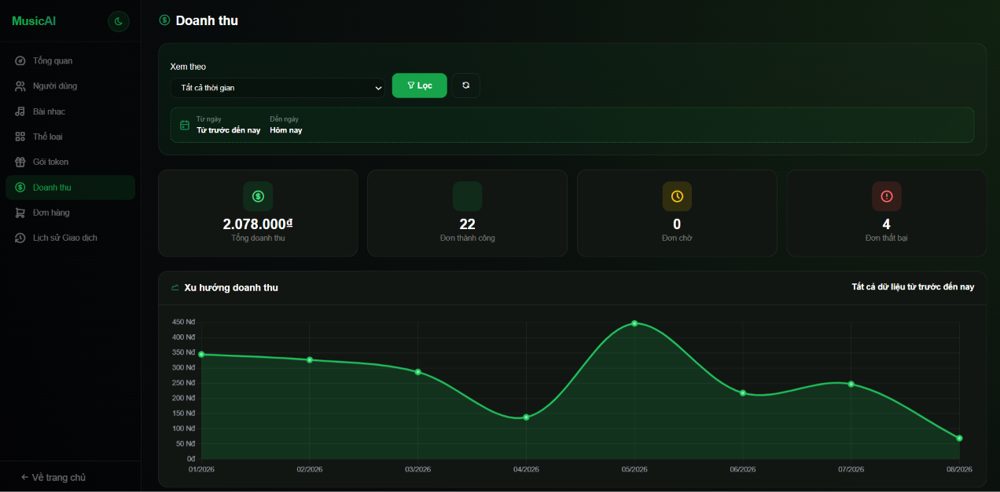 MusicAI
Doanh thu
Tổng quan
Người dùng
Bài nhạc
Thể loại
Gói token
Doanh thu
Đơn hàng
Lịch sử Giao dịch
Về trang chủ
Xem theo
Tất cả thời gian
Lọc
Từ ngày
Từ trước đến nay
Đến ngày
Hôm nay
2.078.000₫
Tổng doanh thu
22
Đơn thành công
0
Đơn chờ
4
Đơn thất bại
Xu hướng doanh thu
Tất cả dữ liệu từ trước đến nay
450 Nđ
400 Nđ
350 Nđ
300 Nđ
250 Nđ
200 Nđ
150 Nđ
100 Nđ
50 Nđ
0đ
01/2026 02/2026 03/2026 04/2026 05/2026 06/2026 07/2026 08/2026